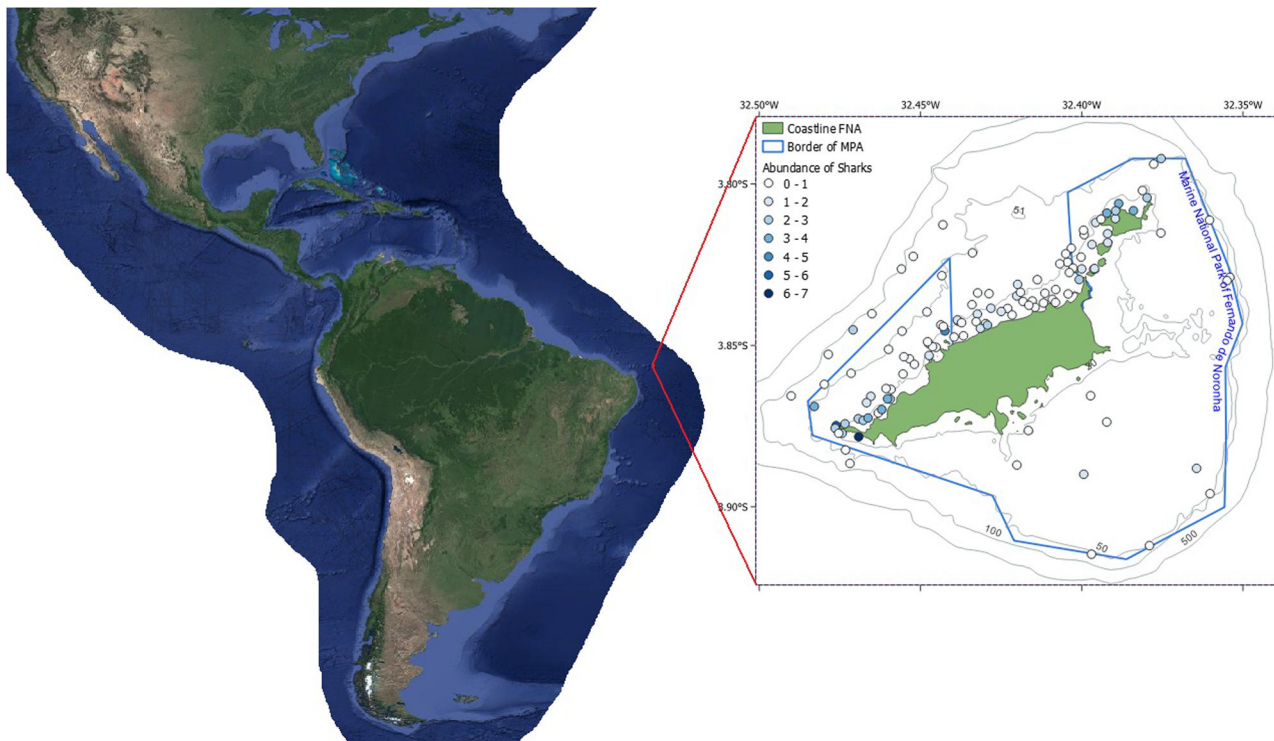 32.50°W 32.45°W 32.40°W 32.35°W
Coastline FNA
Border of MPA
Abundance of Sharks
0 - 1
1 - 2
2 - 3
3 - 4
4 - 5
5 - 6
6 - 7
3.80°S
3.85°S
3.90°S
51
Marine National Park of Fernando de Noronha
100
50
500